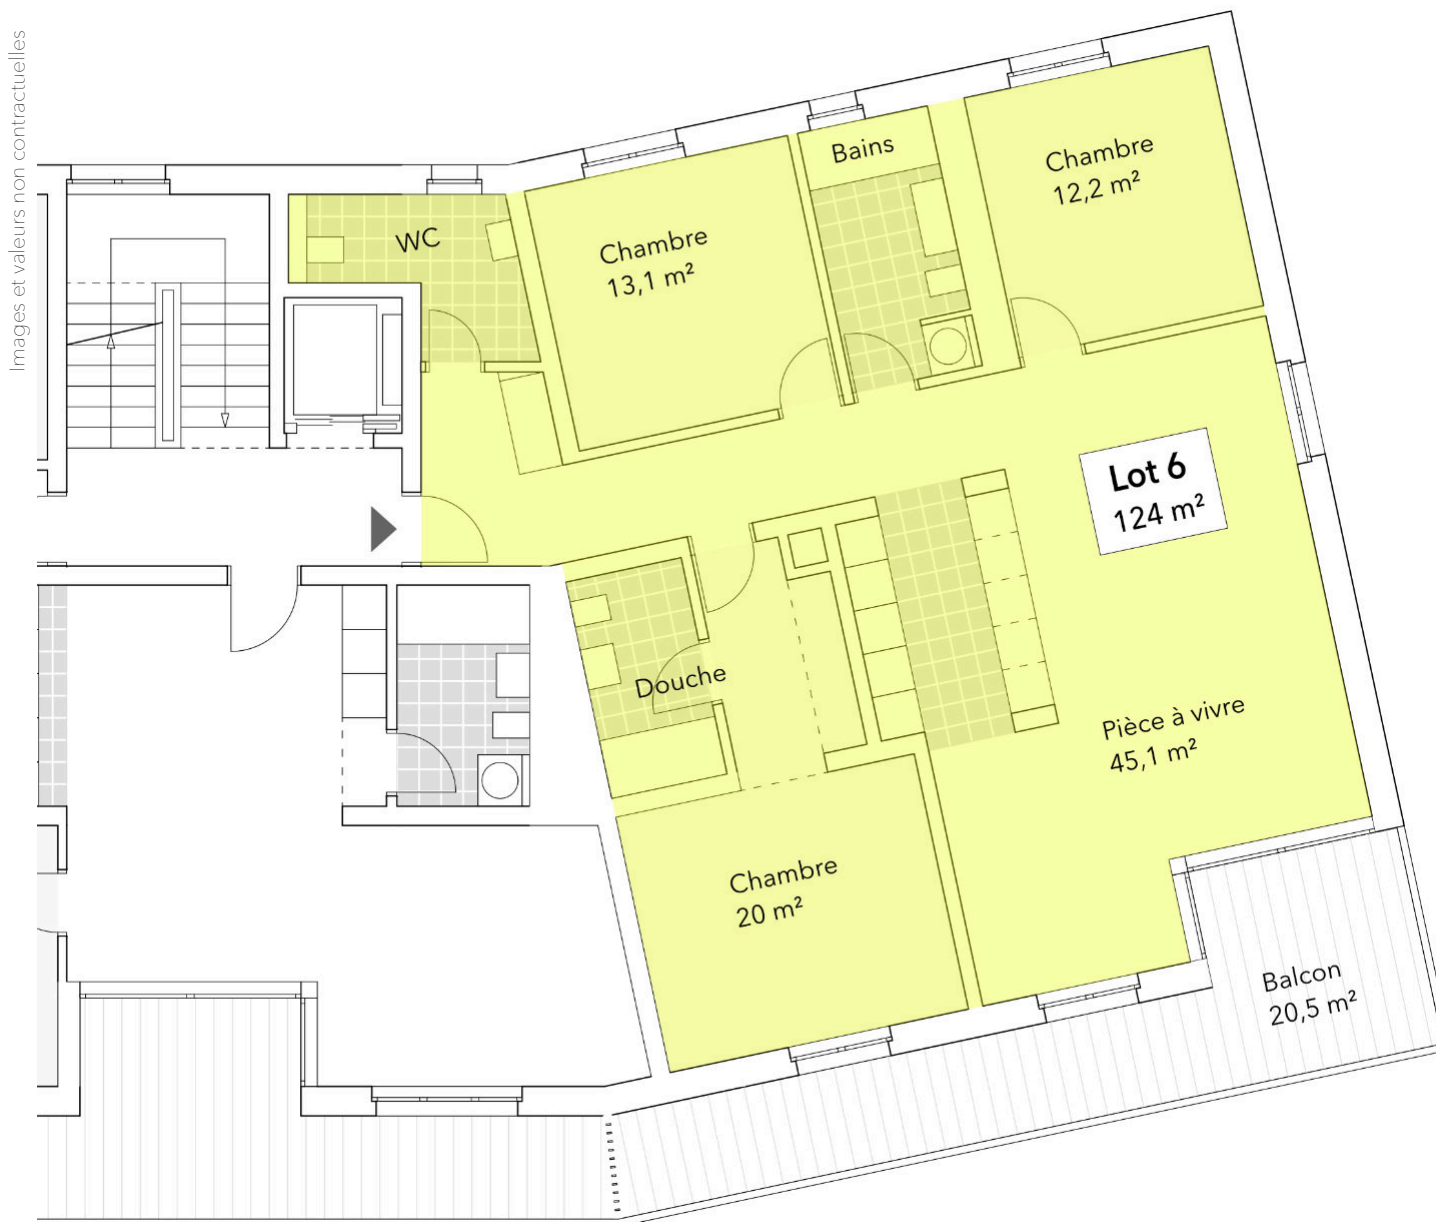 Images et valeurs non contractuelles
WC
Chambre
13,1 m²
Bains
Chambre
12,2 m²
Lot 6
124 m²
Douche
Pièce à vivre
45,1 m²
Chambre
20 m²
Balcon
20,5 m²